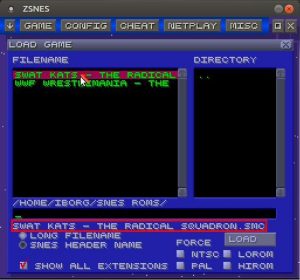 ZSNES
GAME CONFIG CHEAT NETPLAY MISC
LOAD GAME
FILENAME DIRECTORY
SWAT KATS - THE RADICAL
WWF WRESTLEMANIA - THE
..
/HOME/IBORG/SNES ROMS/
SWAT KATS - THE RADICAL SQUADRON.SMC
LONG FILENAME
SNES HEADER NAME
FORCE
LOAD
NTSC LOROM
SHOW ALL EXTENSIONS PAL HIROM